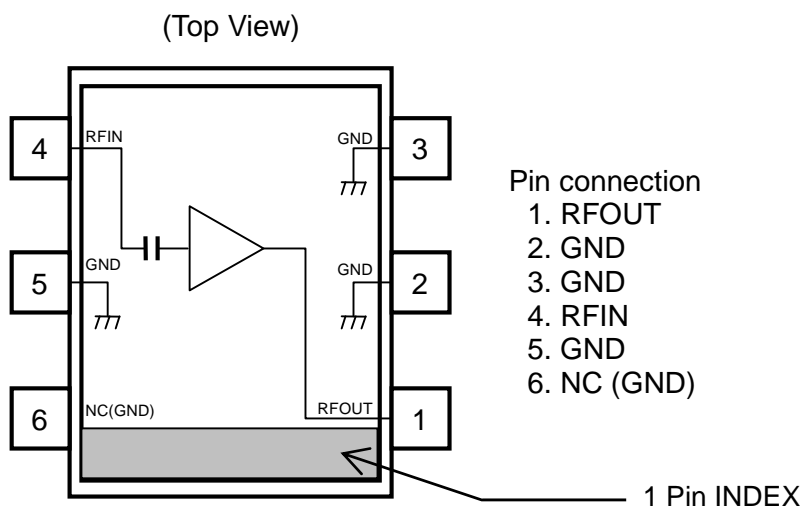 (Top View)
4
RFIN
GND
3
5
GND
GND
2
6
NC(GND)
RFOUT
1
Pin connection
1. RFOUT
2. GND
3. GND
4. RFIN
5. GND
6. NC (GND)
1 Pin INDEX